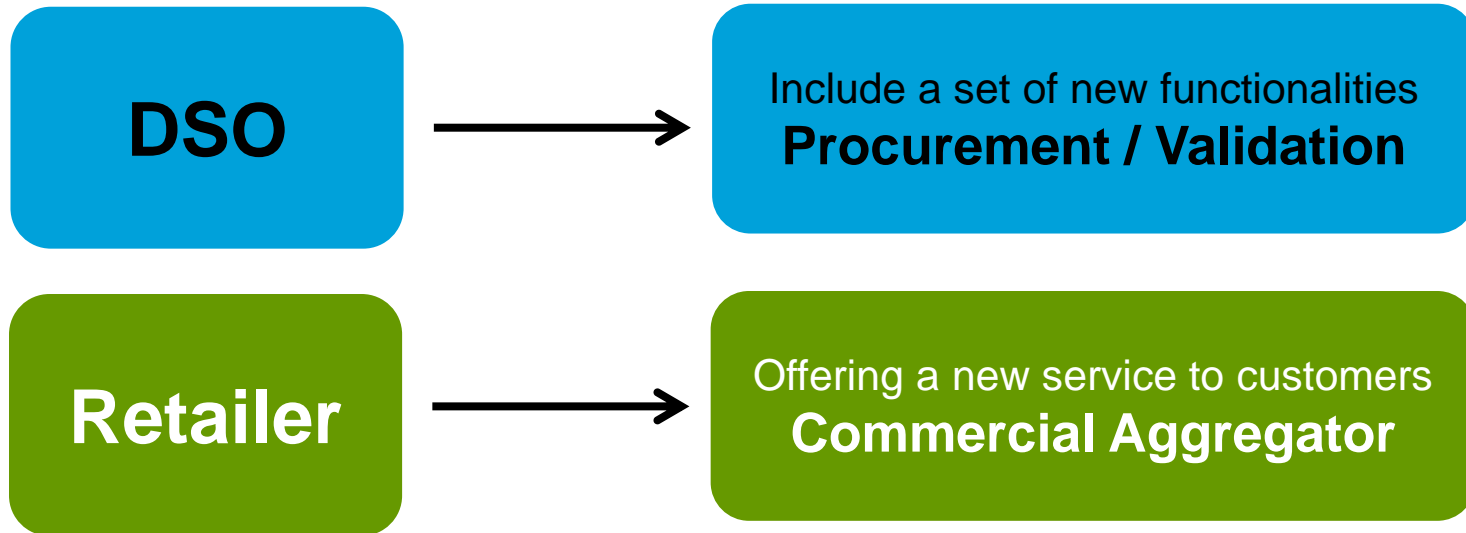 DSO
Include a set of new functionalities
Procurement / Validation
Retailer
Offering a new service to customers
Commercial Aggregator